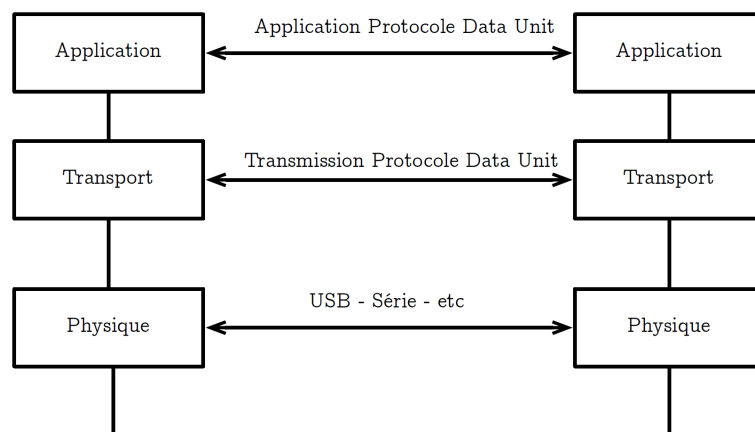 Application Protocole Data Unit
Application
Application
Transmission Protocole Data Unit
Transport
Transport
USB - Série - etc
Physique
Physique